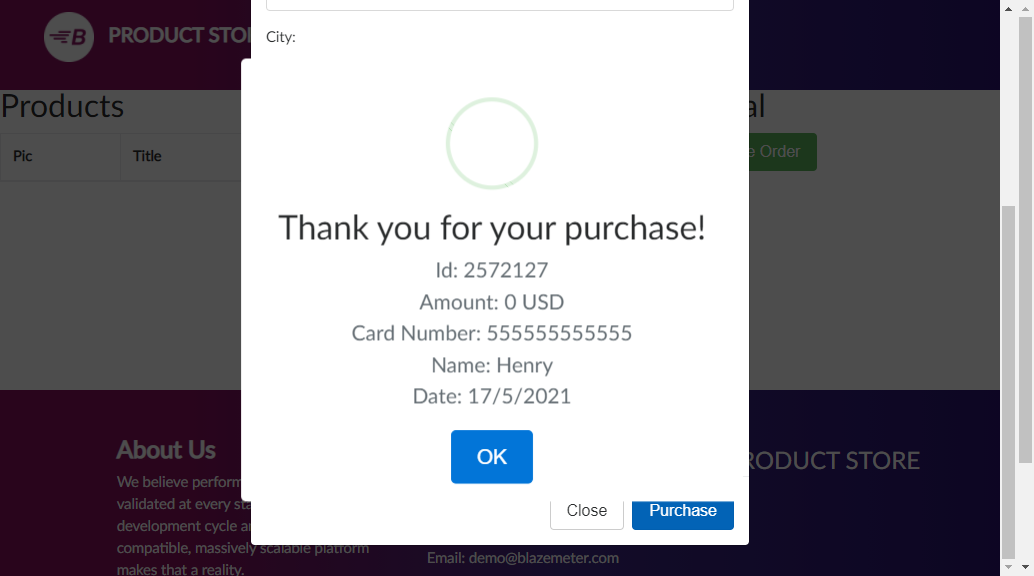 PRODUCT STO
City:
Products
al
Pic
Title
e Order
Thank you for your purchase!
Id: 2572127
Amount: 0 USD
Card Number: 555555555555
Name: Henry
Date: 17/5/2021
OK
Close
Purchase
About Us
We believe perform
validated at every sta
development cycle a
compatible, massively scalable platform
makes that a reality.
RODUCT STORE
Email: demo@blazemeter.com